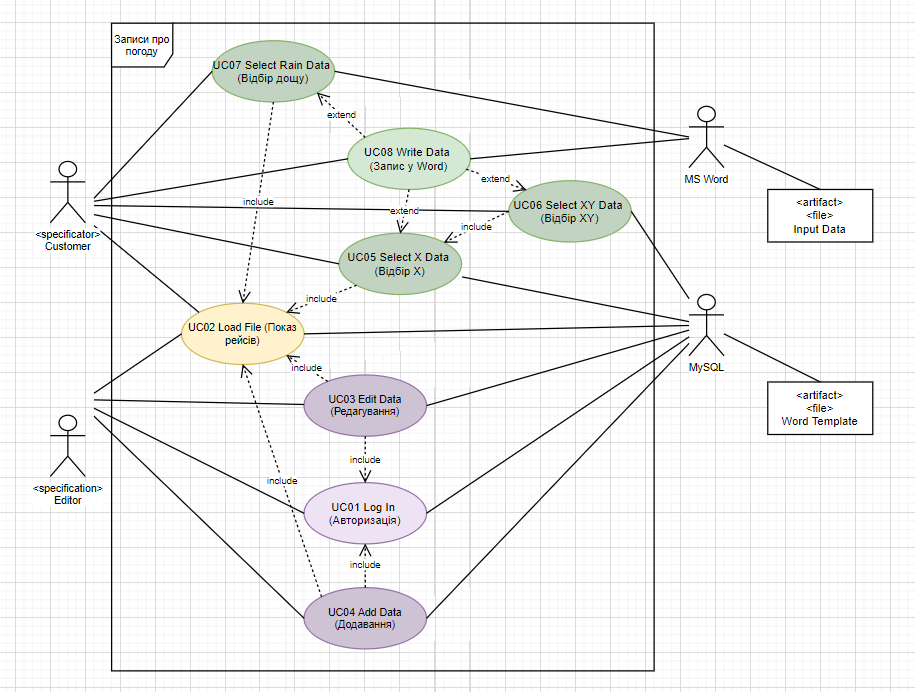 Записи про
погоду
UC07 Select Rain Data
(Відбір дощу)
extend
UC08 Write Data
(Запис у Word)
MS Word
extend
<artifact>
<file>
Input Data
include
extend
UC06 Select XY Data
(Відбір XY)
include
<specificator>
Customer
UC05 Select X Data
(Відбір X)
include
UC02 Load File (Показ
рейсів)
include
MySQL
UC03 Edit Data
(Редагування)
<artifact>
<file>
Word Template
include
include
<specification>
Editor
UC01 Log In
(Авторизація)
include
UC04 Add Data
(Додавання)